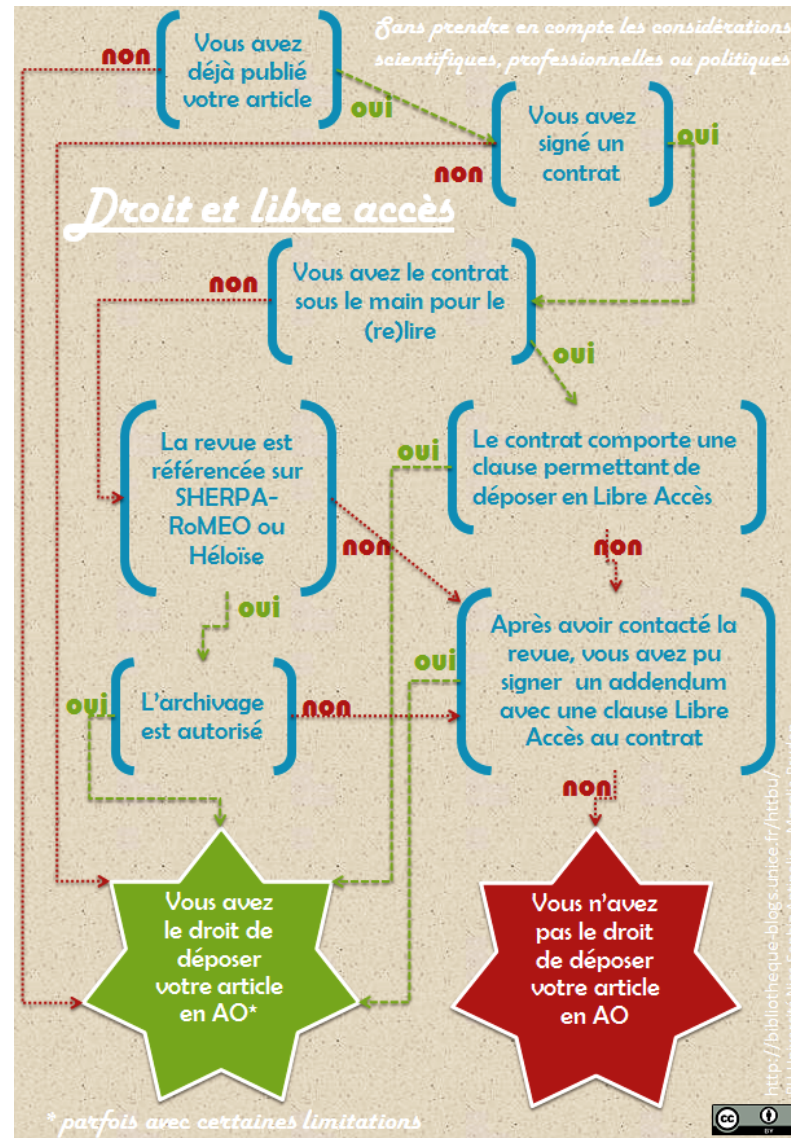 Sans prendre en compte les considérations
scientifiques, professionnelles ou politiques
Vous avez
déjà publié
votre article
non
oui
Vous avez
signé un
contrat
non
oui
Droit et libre accès
Vous avez le contrat
sous le main pour le
(re)lire
non
oui
La revue est
référencée sur
SHERPA-
RoMEO ou
Héloïse
non
oui
Le contrat comporte une
clause permettant de
déposer en Libre Accès
oui
non
L'archivage
est autorisé
oui
non
Après avoir contacté la
revue, vous avez pu
signer un addendum
avec une clause Libre
Accès au contrat
oui
non
Vous avez
le droit de
déposer
votre article
en AO*
Vous n'avez
pas le droit
de déposer
votre article
en AO
* parfois avec certaines limitations
http://bibliotheque-blogs.unice.fr/httbu/
cc
BY